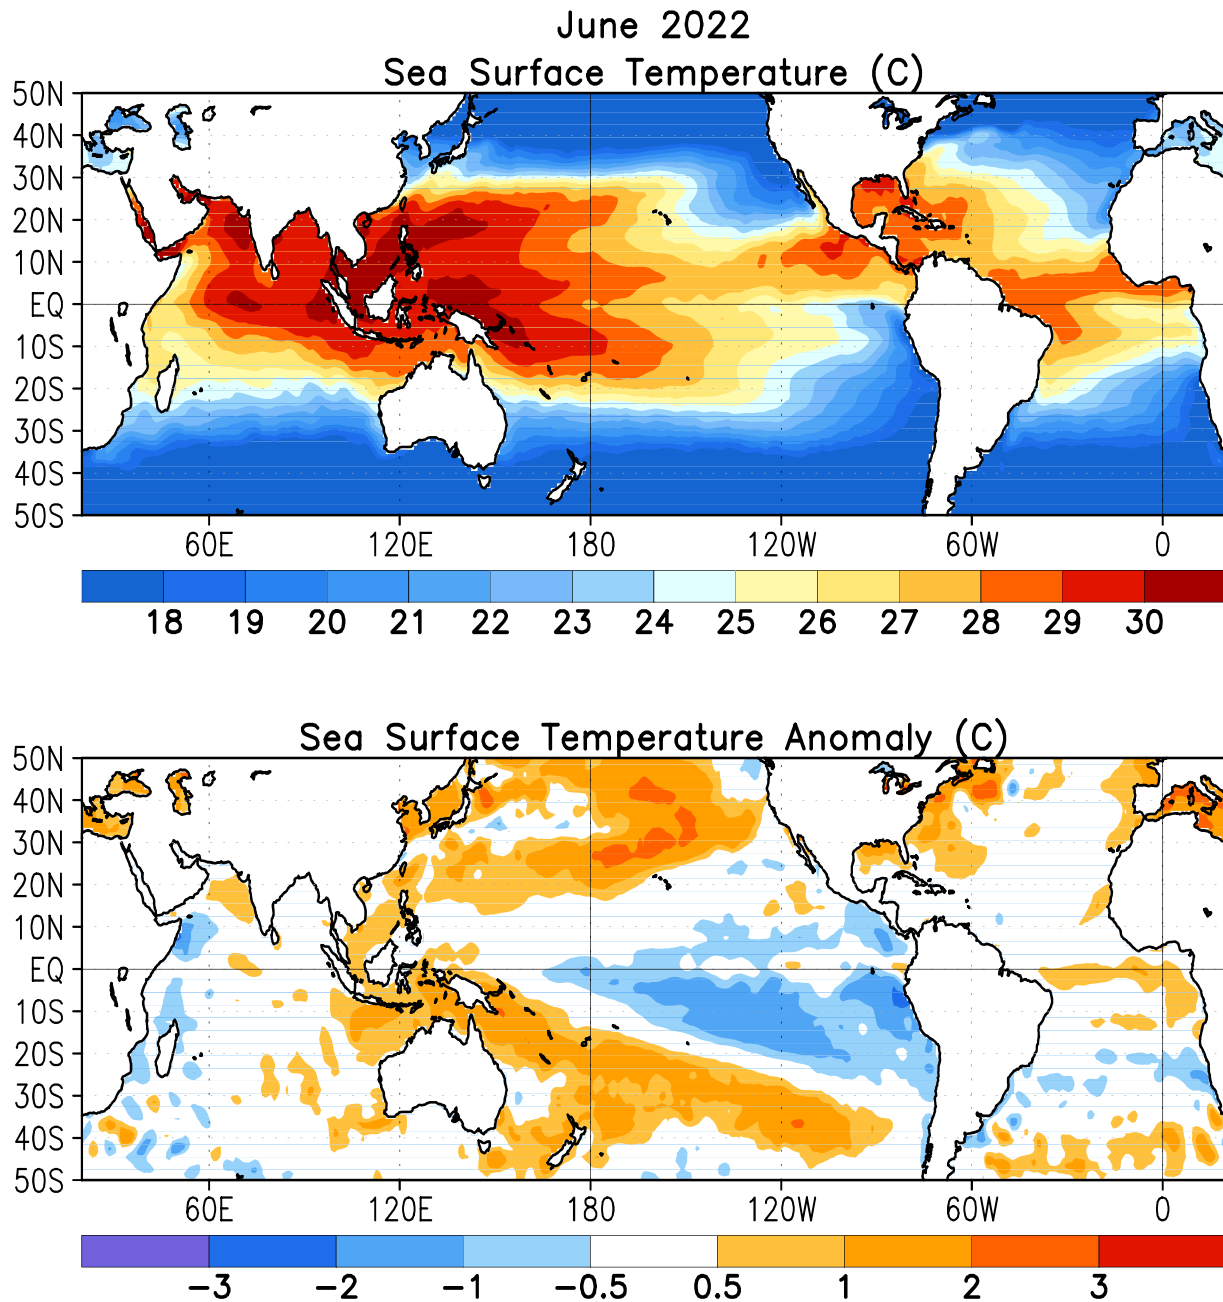 June 2022
Sea Surface Temperature (C)
50N
40N
30N
20N
10N
EQ
10S
20S
30S
40S
50S
60E 120E 180 120W 60W 0
18 19 20 21 22 23 24 25 26 27 28 29 30
Sea Surface Temperature Anomaly (C)
50N
40N
30N
20N
10N
EQ
10S
20S
30S
40S
50S
60E 120E 180 120W 60W 0
-3 -2 -1 -0.5 0.5 1 2 3